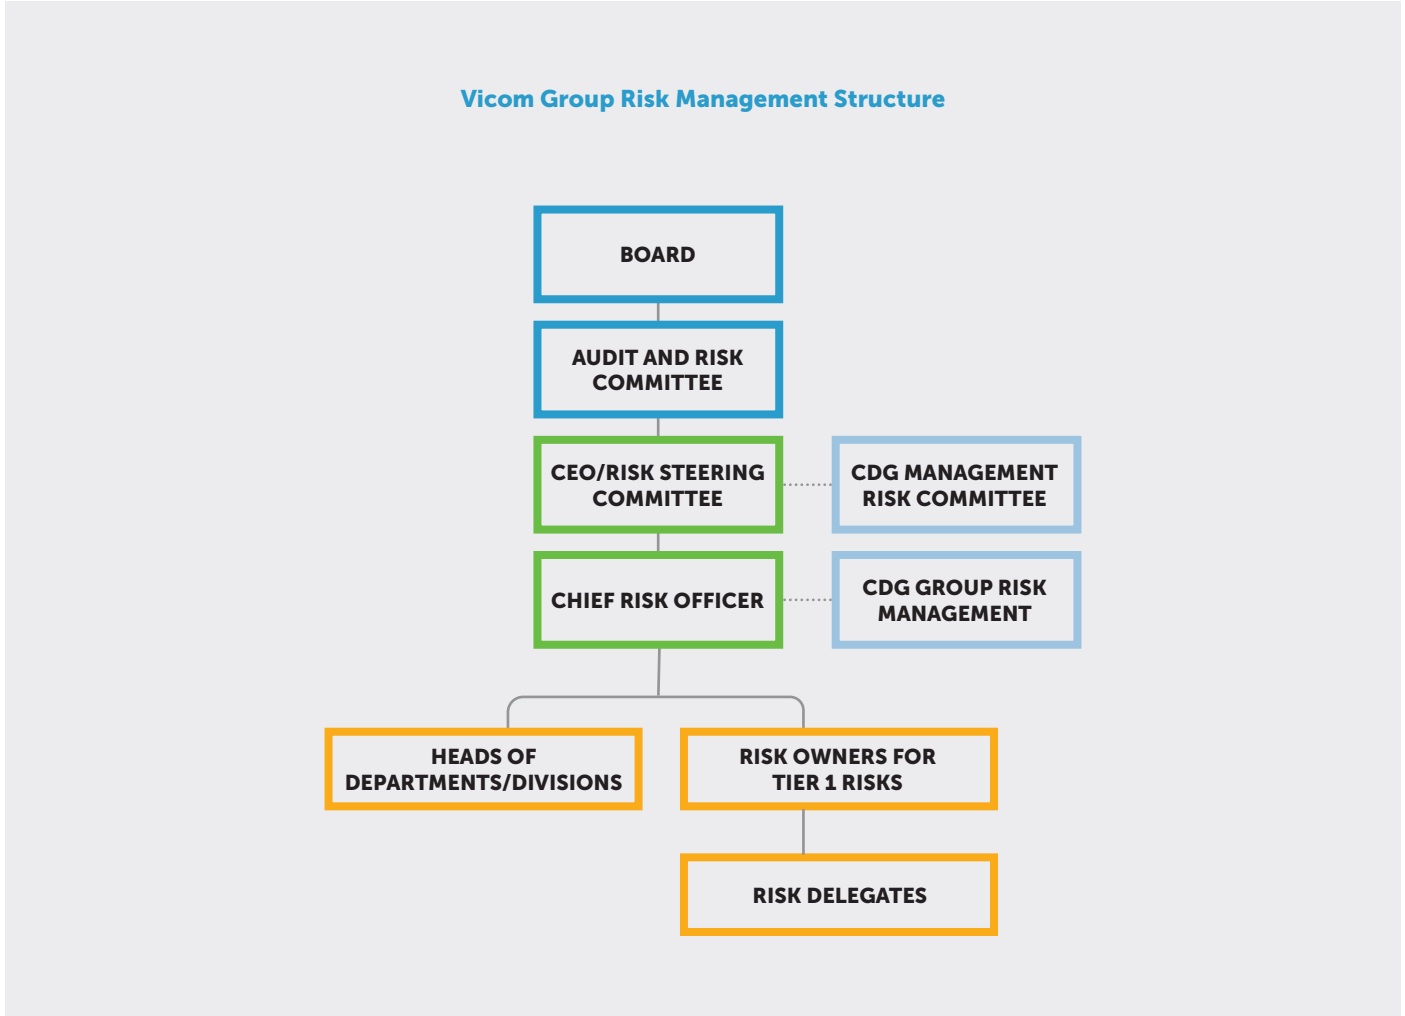 Vicom Group Risk Management Structure
BOARD
AUDIT AND RISK
COMMITTEE
CEO/RISK STEERING
COMMITTEE
CDG MANAGEMENT
RISK COMMITTEE
CHIEF RISK OFFICER
CDG GROUP RISK
MANAGEMENT
HEADS OF
DEPARTMENTS/DIVISIONS
RISK OWNERS FOR
TIER 1 RISKS
RISK DELEGATES